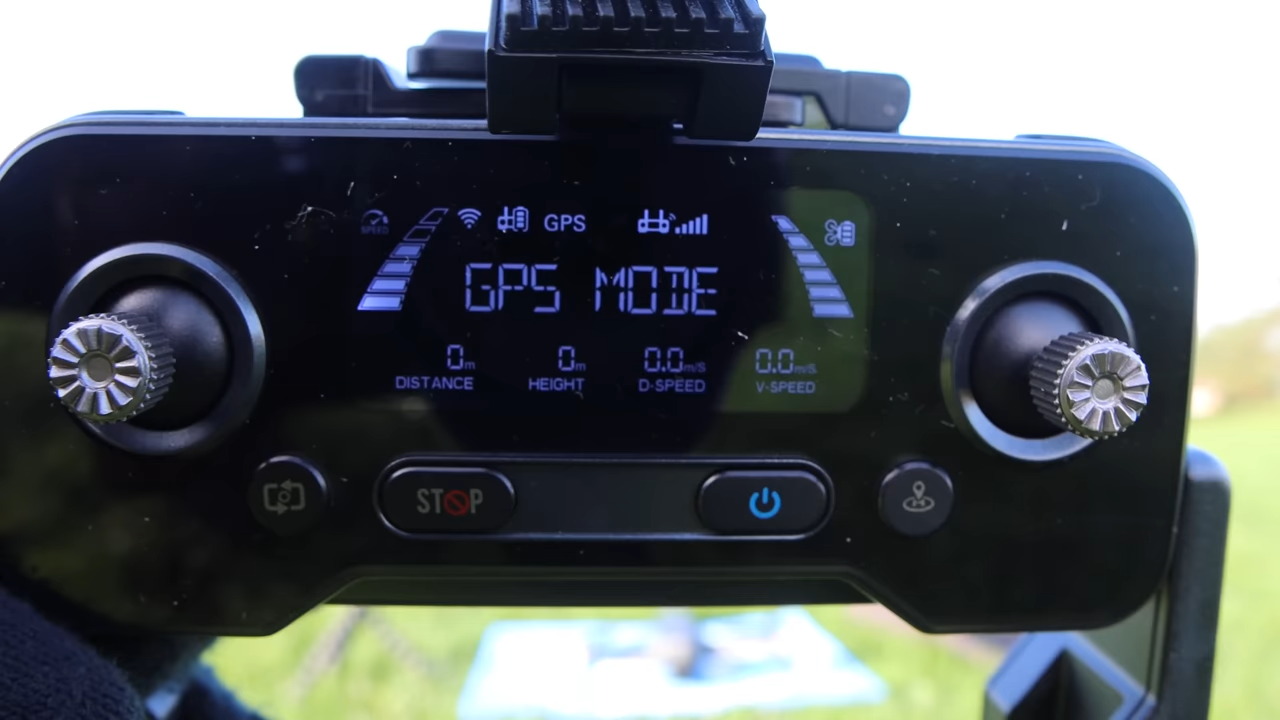 SPEED GPS
GPS MODE
0m 0m 0.0m/S 0.0m/S
DISTANCE HEIGHT D-SPEED V-SPEED
STOP